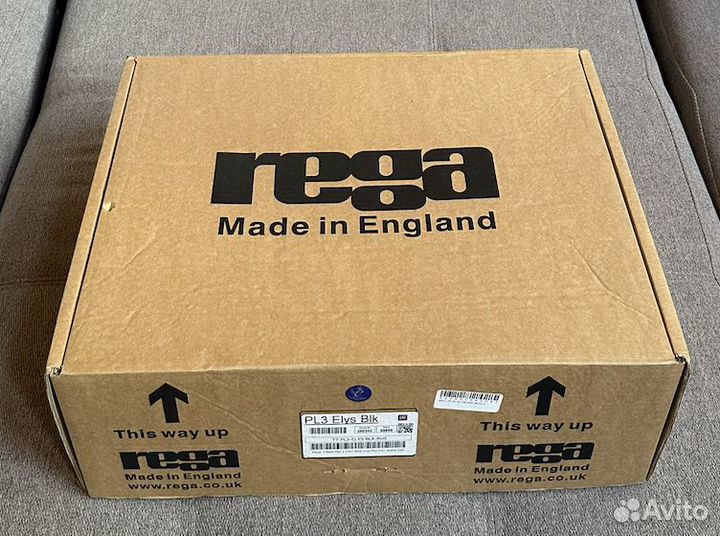 rega
Made in England
This way up
rega
Made in England
www.rega.co.uk
PL3 Elys Blk
This way up
rega
Made in England
www.rega.co.uk
Avito